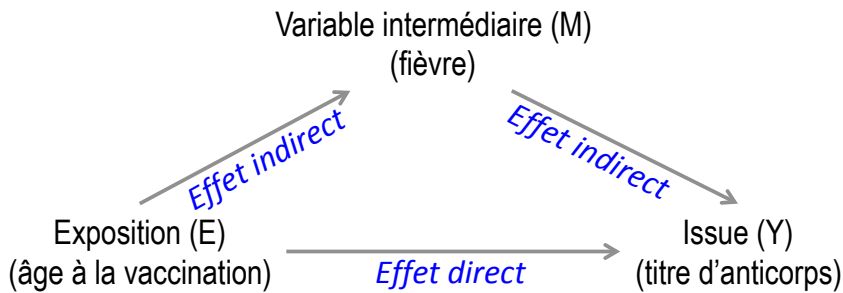 Variable intermédiaire (M)
(fièvre)
Effet indirect
Effet indirect
Exposition (E)
(âge à la vaccination)
Effet direct
Issue (Y)
(titre d'anticorps)